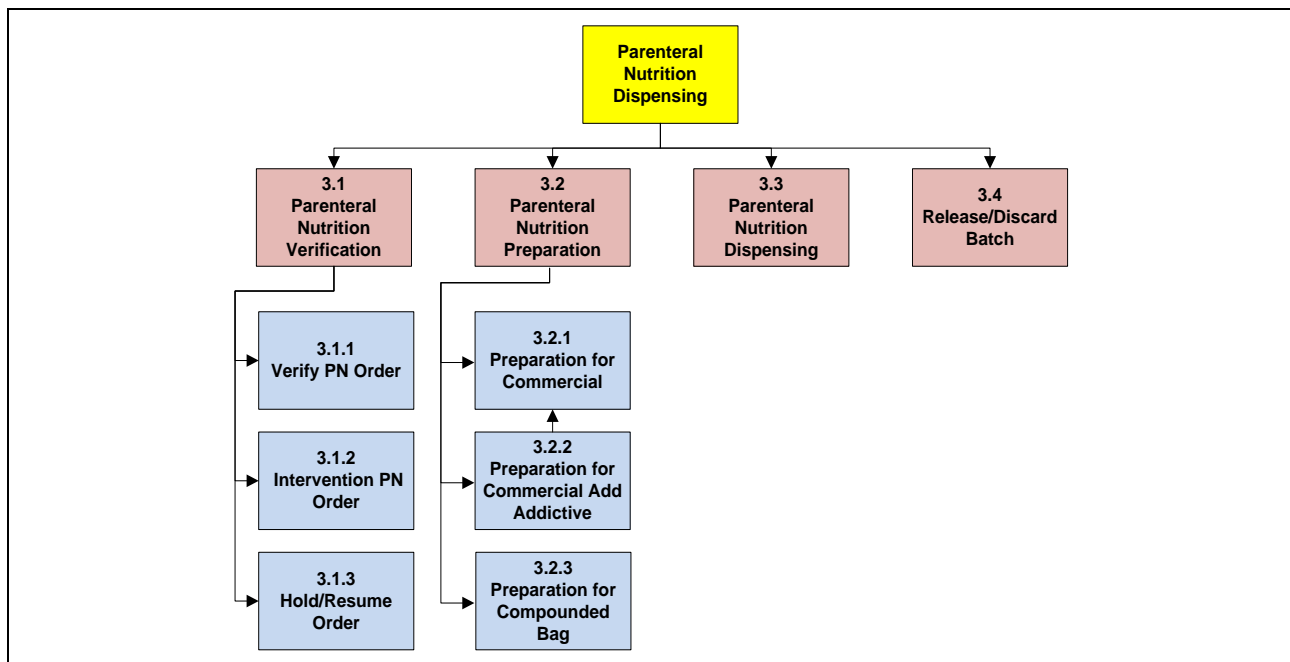 Parenteral
Nutrition
Dispensing
3.1
Parenteral
Nutrition
Verification
3.2
Parenteral
Nutrition
Preparation
3.3
Parenteral
Nutrition
Dispensing
3.4
Release/Discard
Batch
3.1.1
Verify PN Order
3.2.1
Preparation for
Commercial
3.1.2
Intervention PN
Order
3.2.2
Preparation for
Commercial Add
Addictive
3.1.3
Hold/Resume
Order
3.2.3
Preparation for
Compounded
Bag